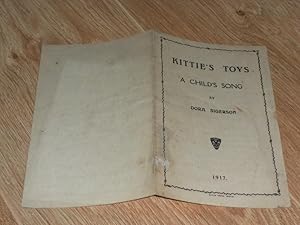 KITTIE'S TOYS
A CHILD'S SONG
BY
DORA SIGERSON
1917.